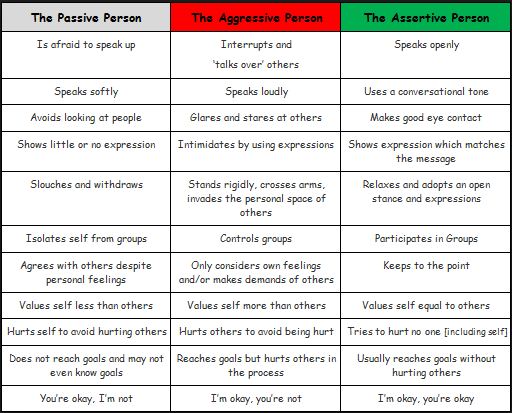 The Passive Person
The Aggressive Person
The Assertive Person
Is afraid to speak up
Interrupts and
‘talks over’ others
Speaks openly
Speaks softly
Speaks loudly
Uses a conversational tone
Avoids looking at people
Glares and stares at others
Makes good eye contact
Shows little or no expression
Intimidates by using expressions
Shows expression which matches
the message
Slouches and withdraws
Stands rigidly, crosses arms,
invades the personal space of
others
Relaxes and adopts an open
stance and expressions
Isolates self from groups
Controls groups
Participates in Groups
Agrees with others despite
personal feelings
Only considers own feelings
and/or makes demands of others
Keeps to the point
Values self less than others
Values self more than others
Values self equal to others
Hurts self to avoid hurting others
Hurts others to avoid being hurt
Tries to hurt no one [including self]
Does not reach goals and may not
even know goals
Reaches goals but hurts others in
the process
Usually reaches goals without
hurting others
You’re okay, I’m not
I’m okay, you’re not
I’m okay, you’re okay